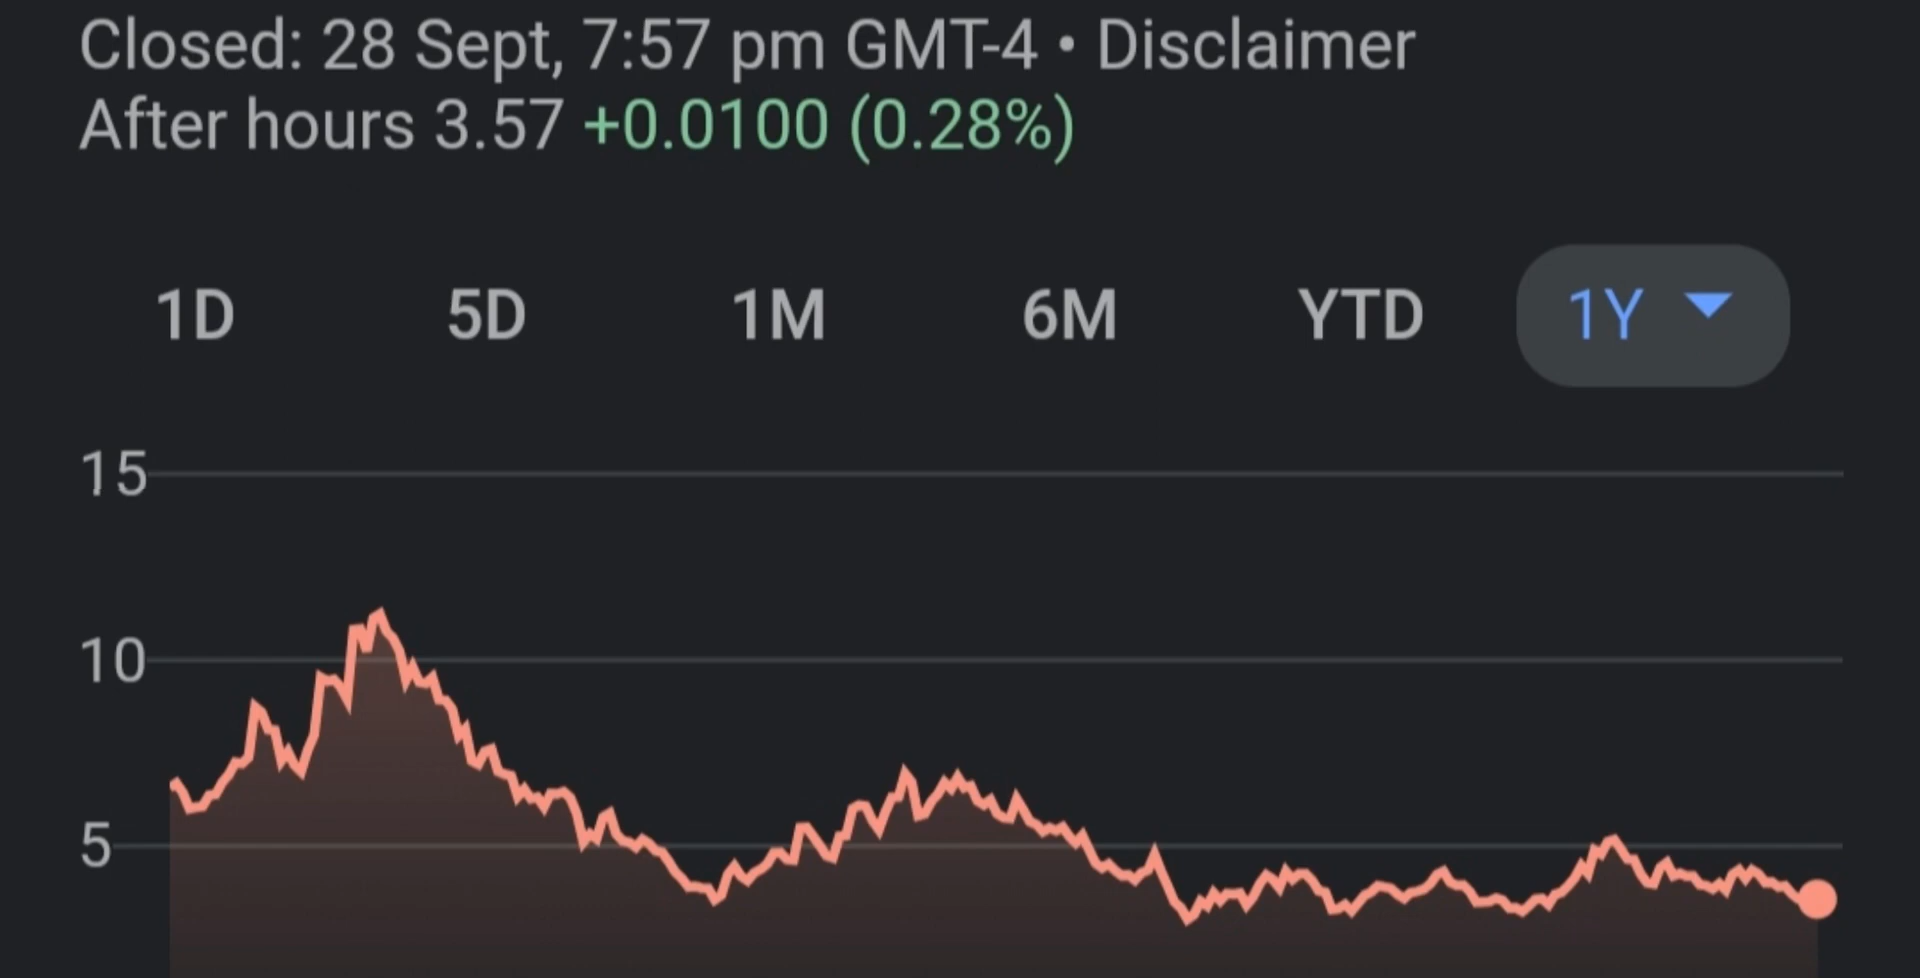 Closed: 28 Sept, 7:57 pm GMT-4 • Disclaimer
After hours 3.57 +0.0100 (0.28%)
1D 5D 1M 6M YTD 1Y
15
10
5